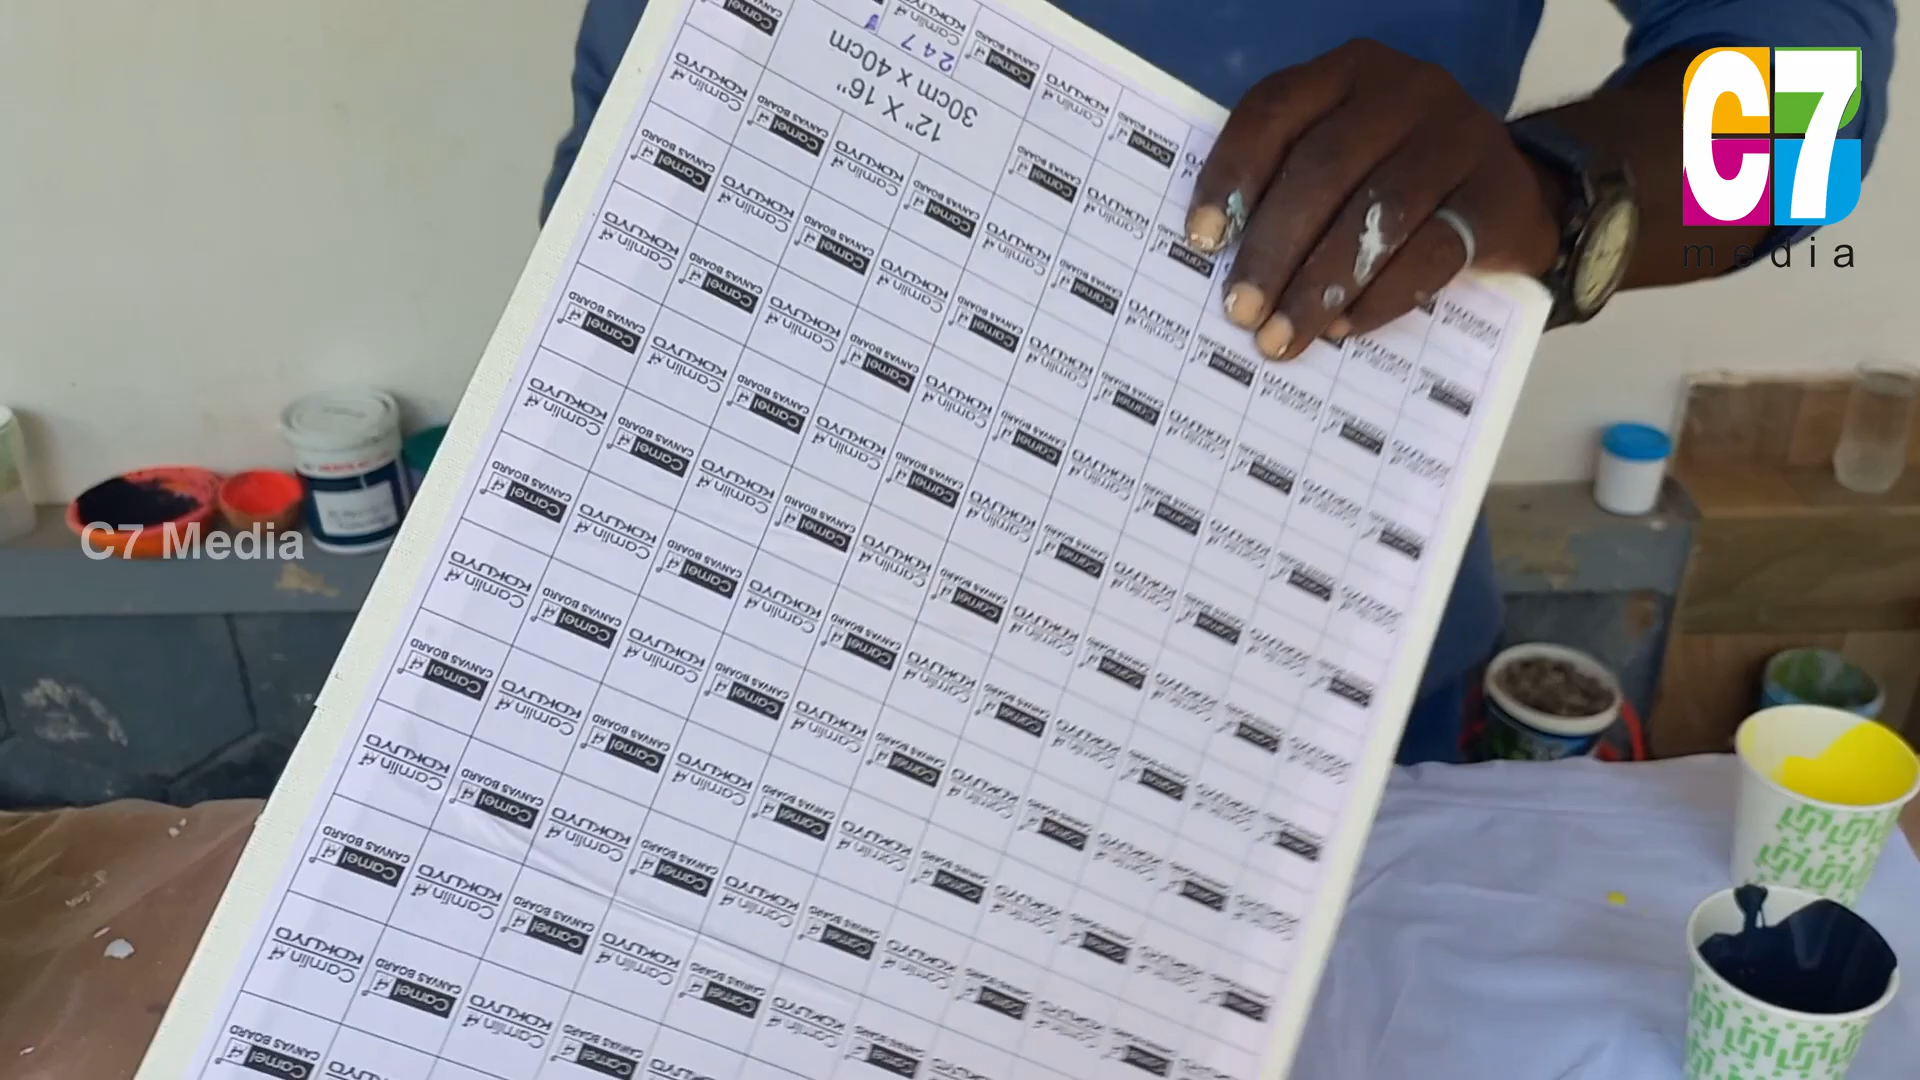 C7
media
C7 Media
12" X 16"
30cm x 40cm
247
Camlin
KOKUYO
Camel
CANVAS BOARD